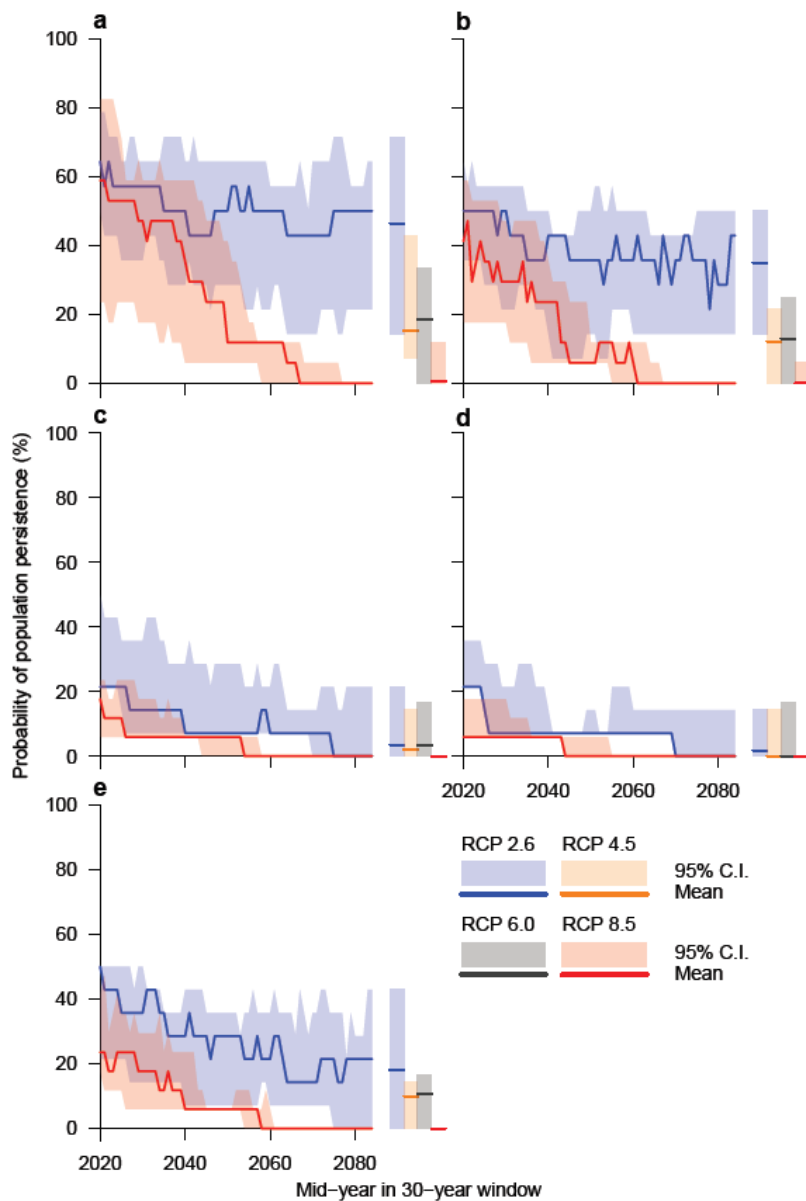 a
b
100
80
60
40
20
0
c
d
100
80
60
40
20
0
2020 2040 2060 2080
e
100
80
60
40
20
0
2020 2040 2060 2080
Probability of population persistence (%)
Mid−year in 30−year window
RCP 2.6 RCP 4.5
95% C.I.
Mean
RCP 6.0 RCP 8.5
95% C.I.
Mean